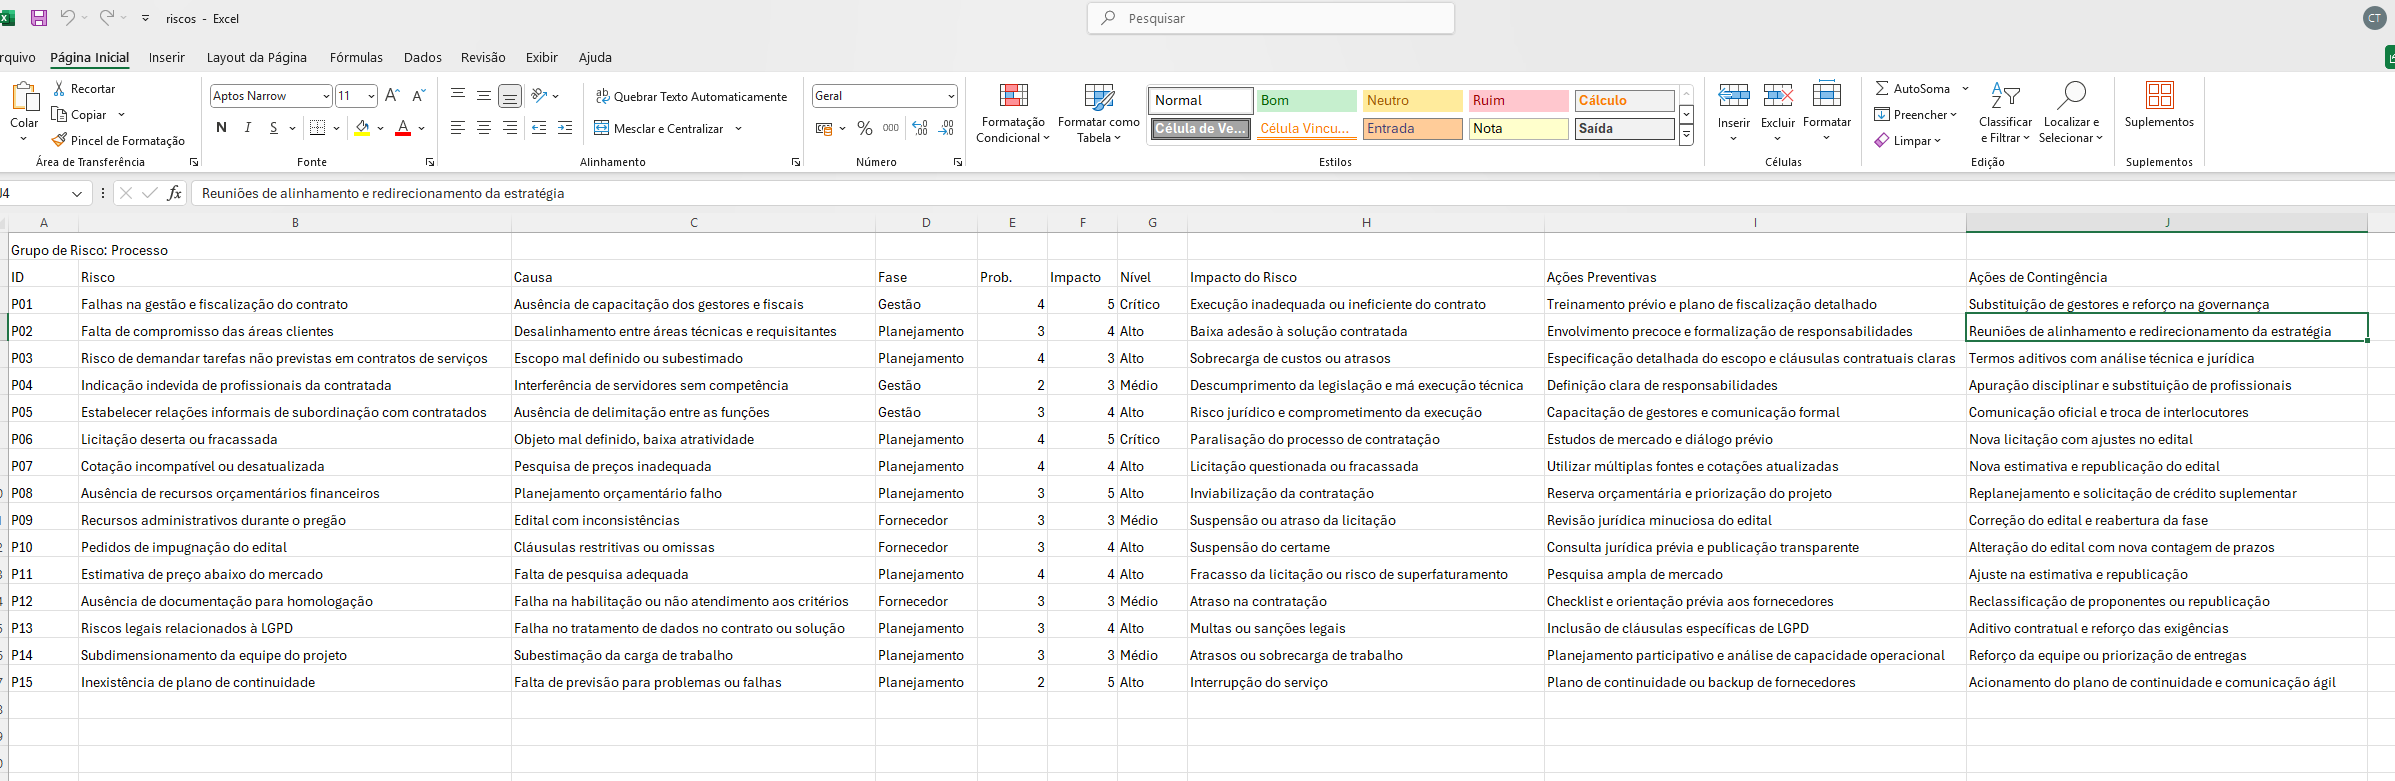 riscos - Excel
Pesquisar
CT
rquivo Página Inicial Inserir Layout da Página Fórmulas Dados Revisão Exibir Ajuda
Colar
Recortar
Copiar
Pincel de Formatação
Área de Transferência
Aptos Narrow 11
N I S
Fonte
Quebrar Texto Automaticamente
Mesclar e Centralizar
Alinhamento
Geral
% 000
Número
Formatação Condicional
Formatar como Tabela
Normal Bom Neutro Ruim Cálculo
Célula de Ve... Célula Vincu... Entrada Nota Saída
Estilos
Inserir Excluir Formatar
Células
AutoSoma
Preencher
Limpar
Classificar e Filtrar
Localizar e Selecionar
Edição
Suplementos
Suplementos
J4 fx Reuniões de alinhamento e redirecionamento da estratégia
A B C D E F G H I J
Grupo de Risco: Processo
ID Risco Causa Fase Prob. Impacto Nível Impacto do Risco Ações Preventivas Ações de Contingência
P01 Falhas na gestão e fiscalização do contrato Ausência de capacitação dos gestores e fiscais Gestão 4 5 Crítico Execução inadequada ou ineficiente do contrato Treinamento prévio e plano de fiscalização detalhado Substituição de gestores e reforço na governança
P02 Falta de compromisso das áreas clientes Desalinhamento entre áreas técnicas e requisitantes Planejamento 3 4 Alto Baixa adesão à solução contratada Envolvimento precoce e formalização de responsabilidades Reuniões de alinhamento e redirecionamento da estratégia
P03 Risco de demandar tarefas não previstas em contratos de serviços Escopo mal definido ou subestimado Planejamento 4 3 Alto Sobrecarga de custos ou atrasos Especificação detalhada do escopo e cláusulas contratuais claras Termos aditivos com análise técnica e jurídica
P04 Indicação indevida de profissionais da contratada Interferência de servidores sem competência Gestão 2 3 Médio Descumprimento da legislação e má execução técnica Definição clara de responsabilidades Apuração disciplinar e substituição de profissionais
P05 Estabelecer relações informais de subordinação com contratados Ausência de delimitação entre as funções Gestão 3 4 Alto Risco jurídico e comprometimento da execução Capacitação de gestores e comunicação formal Comunicação oficial e troca de interlocutores
P06 Licitação deserta ou fracassada Objeto mal definido, baixa atratividade Planejamento 4 5 Crítico Paralisação do processo de contratação Estudos de mercado e diálogo prévio Nova licitação com ajustes no edital
P07 Cotação incompatível ou desatualizada Pesquisa de preços inadequada Planejamento 4 4 Alto Licitação questionada ou fracassada Utilizar múltiplas fontes e cotações atualizadas Nova estimativa e republicação do edital
P08 Ausência de recursos orçamentários financeiros Planejamento orçamentário falho Planejamento 3 5 Alto Inviabilização da contratação Reserva orçamentária e priorização do projeto Replanejamento e solicitação de crédito suplementar
P09 Recursos administrativos durante o pregão Edital com inconsistências Fornecedor 3 3 Médio Suspensão ou atraso da licitação Revisão jurídica minuciosa do edital Correção do edital e reabertura da fase
P10 Pedidos de impugnação do edital Cláusulas restritivas ou omissas Fornecedor 3 4 Alto Suspensão do certame Consulta jurídica prévia e publicação transparente Alteração do edital com nova contagem de prazos
P11 Estimativa de preço abaixo do mercado Falta de pesquisa adequada Planejamento 4 4 Alto Fracasso da licitação ou risco de superfaturamento Pesquisa ampla de mercado Ajuste na estimativa e republicação
P12 Ausência de documentação para homologação Falha na habilitação ou não atendimento aos critérios Fornecedor 3 3 Médio Atraso na contratação Checklist e orientação prévia aos fornecedores Reclassificação de proponentes ou republicação
P13 Riscos legais relacionados à LGPD Falha no tratamento de dados no contrato ou solução Planejamento 3 4 Alto Multas ou sanções legais Inclusão de cláusulas específicas de LGPD Aditivo contratual e reforço das exigências
P14 Subdimensionamento da equipe do projeto Subestimação da carga de trabalho Planejamento 3 3 Médio Atrasos ou sobrecarga de trabalho Planejamento participativo e análise de capacidade operacional Reforço da equipe ou priorização de entregas
P15 Inexistência de plano de continuidade Falta de previsão para problemas ou falhas Planejamento 2 5 Alto Interrupção do serviço Plano de continuidade ou backup de fornecedores Acionamento do plano de continuidade e comunicação ágil